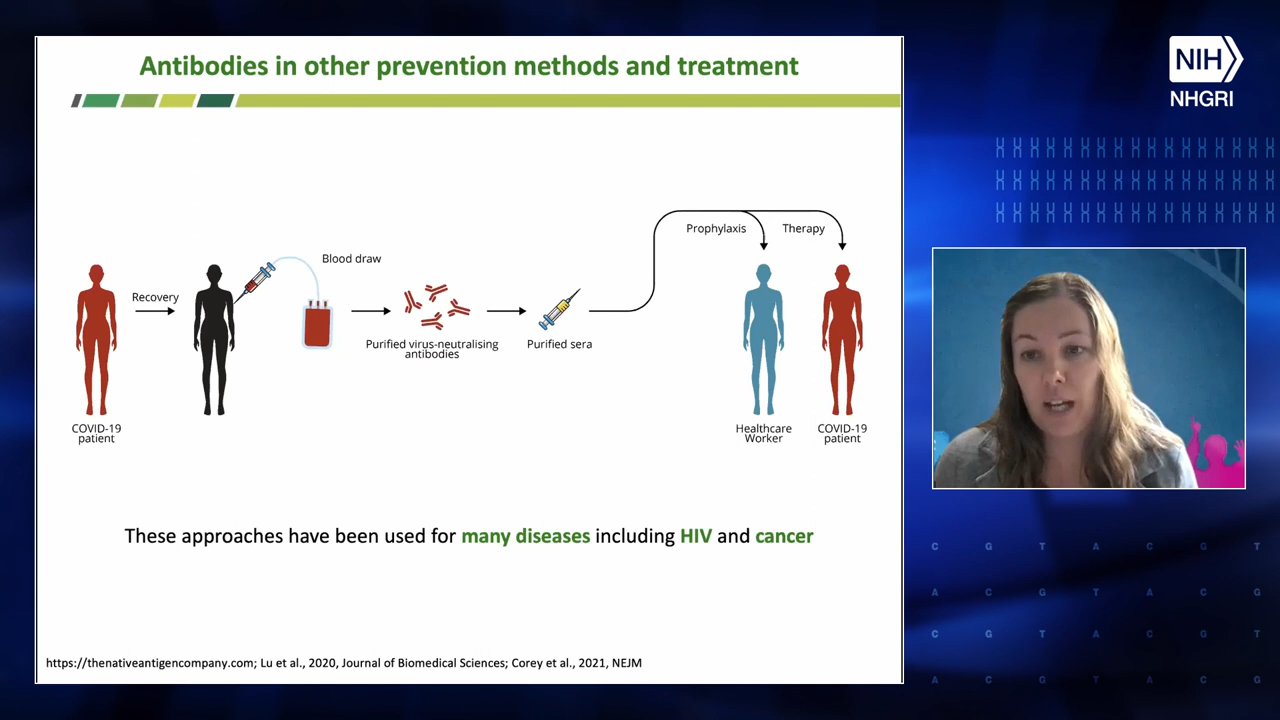 Antibodies in other prevention methods and treatment
NIH
NHGRI
Prophylaxis
Therapy
Blood draw
Recovery
Purified virus-neutralising
antibodies
Purified sera
COVID-19
patient
Healthcare
Worker
COVID-19
patient
These approaches have been used for many diseases including HIV and cancer
https://thenativeantigencompany.com; Lu et al., 2020, Journal of Biomedical Sciences; Corey et al., 2021, NEJM
C G T A C G T
A C G T A C G
C G T A C G T
A C G T A C G